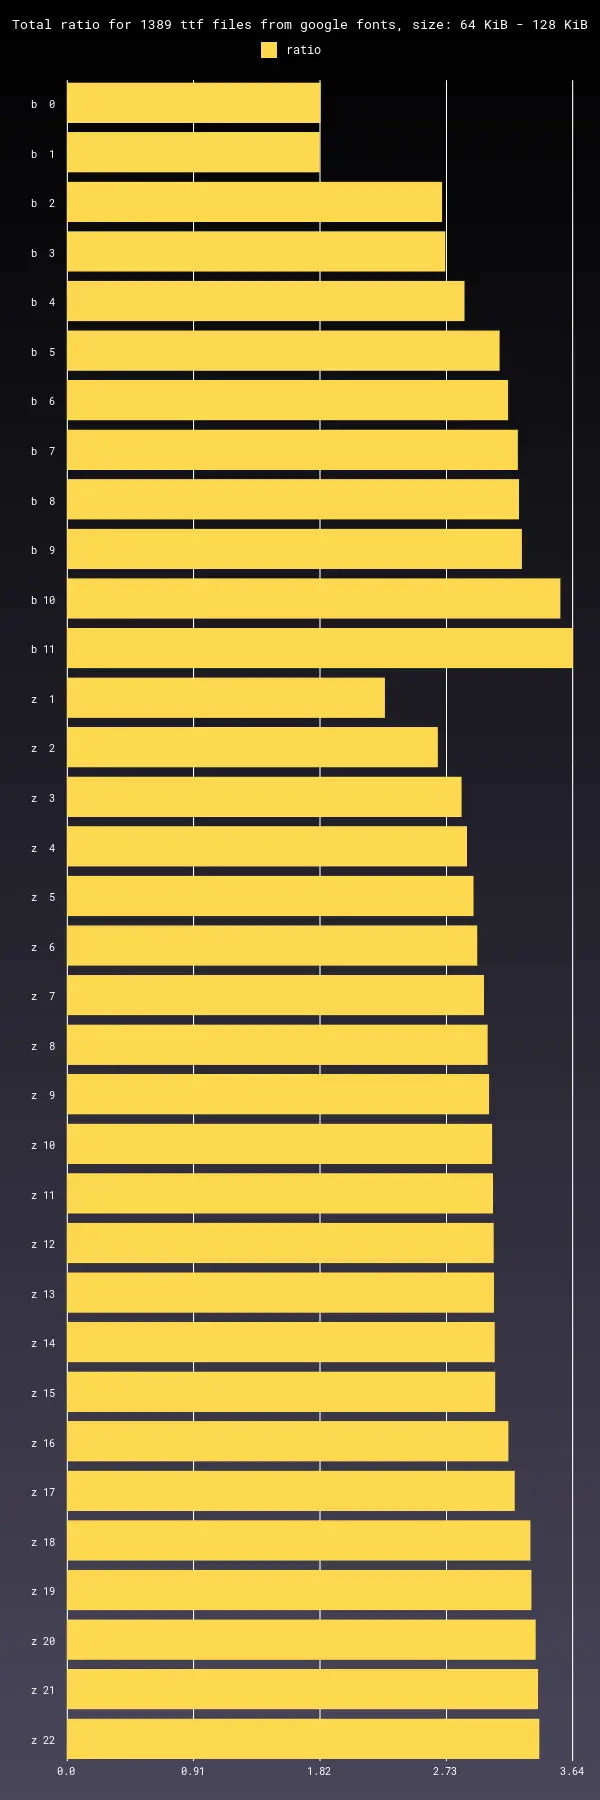 Total ratio for 1389 ttf files from google fonts, size: 64 KiB - 128 KiB
ratio
b 0
b 1
b 2
b 3
b 4
b 5
b 6
b 7
b 8
b 9
b 10
b 11
z 1
z 2
z 3
z 4
z 5
z 6
z 7
z 8
z 9
z 10
z 11
z 12
z 13
z 14
z 15
z 16
z 17
z 18
z 19
z 20
z 21
z 22
0.0 0.91 1.82 2.73 3.64